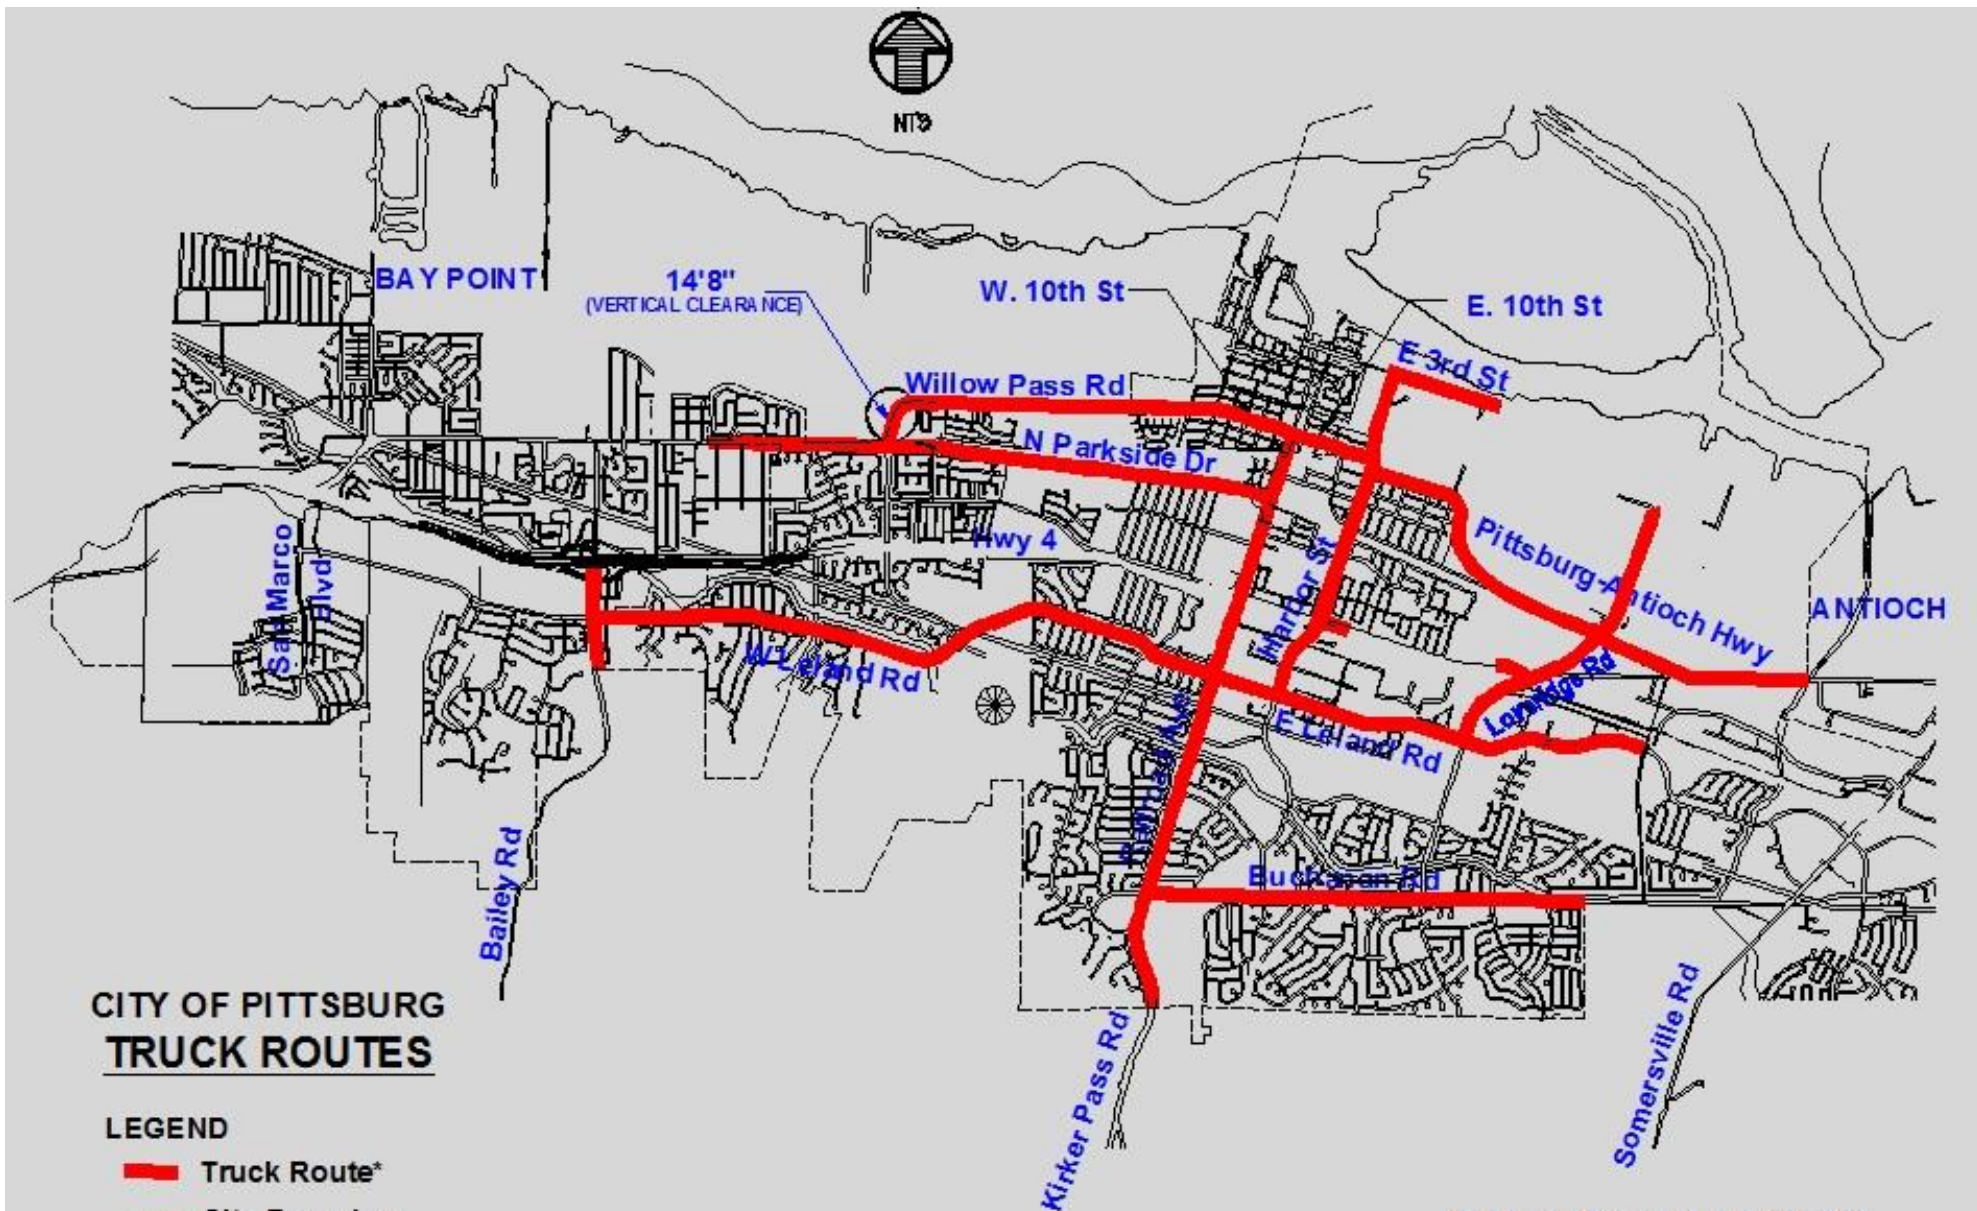 NTS
BAY POINT
14'8"
(VERTICAL CLEARANCE)
W. 10th St
E. 10th St
E 3rd St
Willow Pass Rd
N Parkside Dr
Hwy 4
Harbor St
Pittsburg-Antioch Hwy
ANTIOCH
San Marco
Blvd
W Leland Rd
Loveridge Rd
E Leland Rd
Railroad Ave
Buchanan Rd
Bailey Rd
Kirker Pass Rd
Somersville Rd
CITY OF PITTSBURG
TRUCK ROUTES
LEGEND
Truck Route*